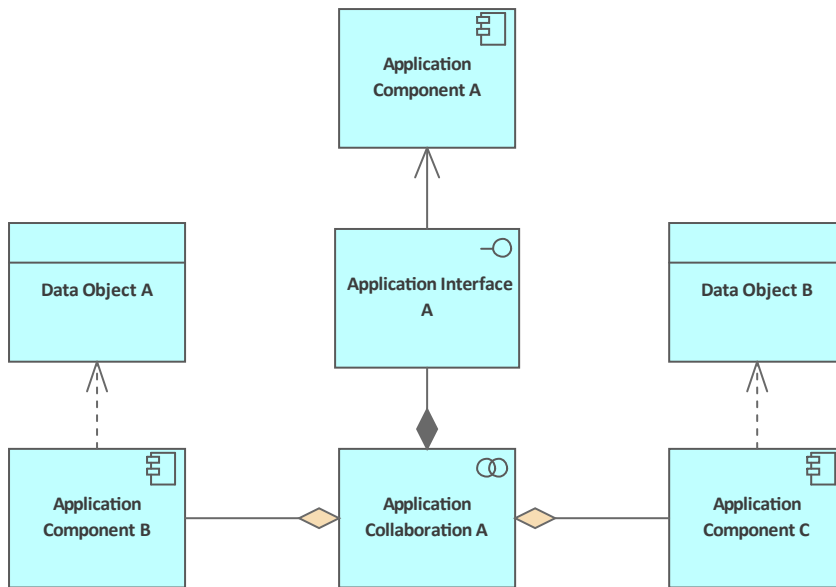 Application
Component A
Data Object A
Application Interface
A
Data Object B
Application
Component B
Application
Collaboration A
Application
Component C